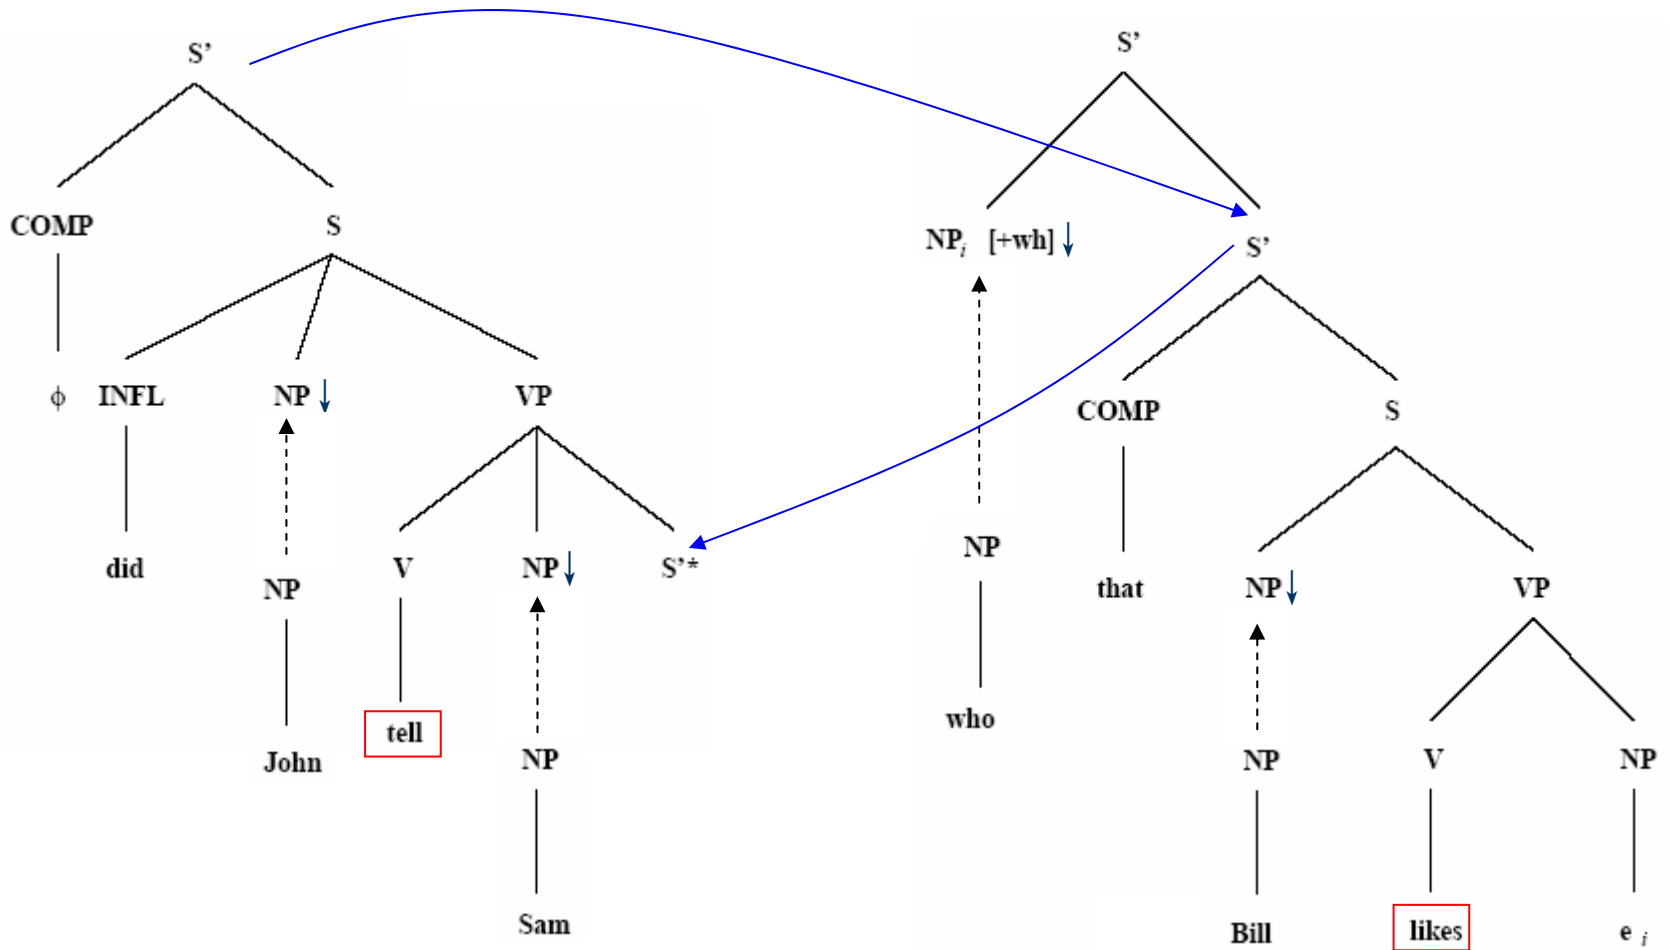 S’
S’
COMP S
NPi [+wh]↓ S’
ϕ INFL NP↓ VP
COMP S
did V NP↓ S’*
NP
NP that NP↓ VP
tell who
John NP NP V NP
Sam Bill likes ei